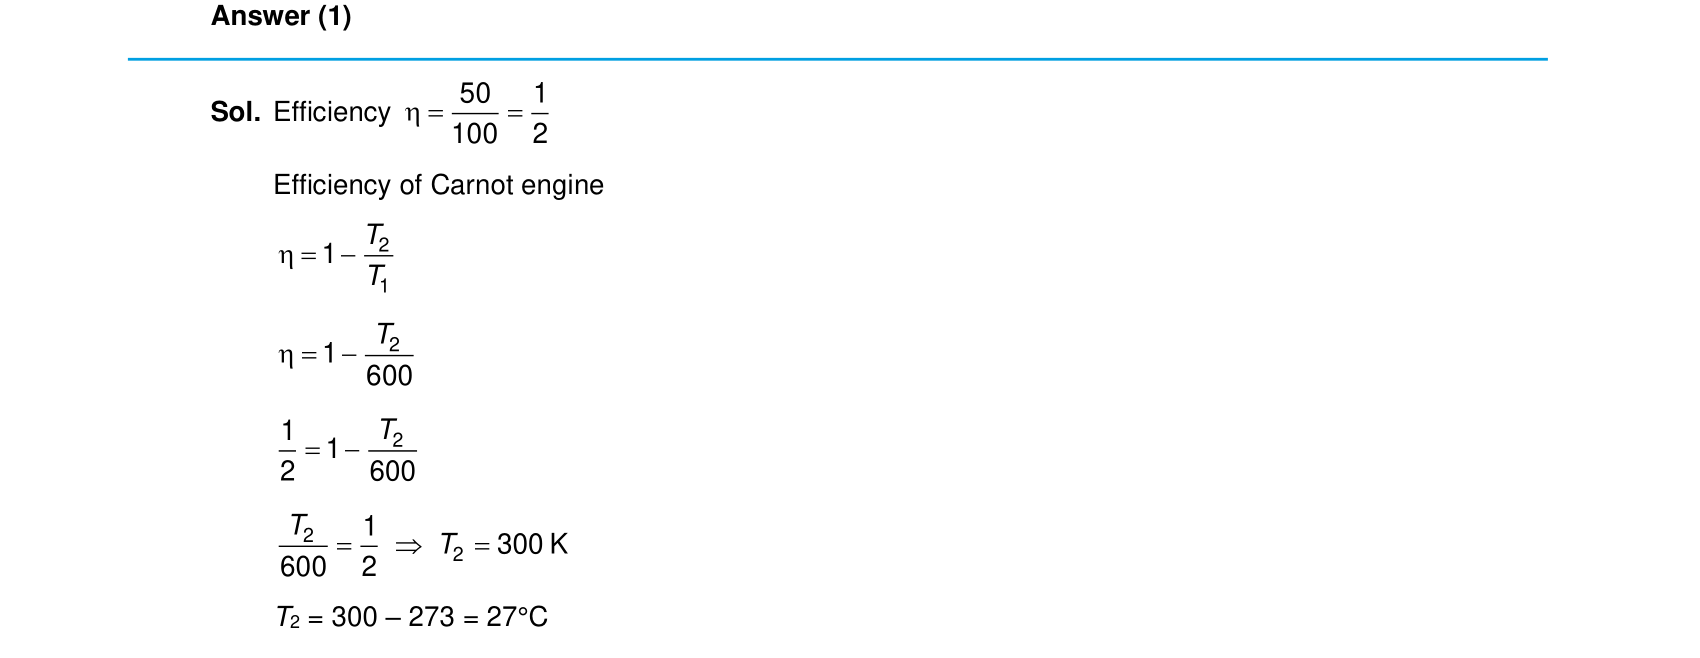 Answer (1)
Sol. Efficiency η = 50/100 = 1/2
Efficiency of Carnot engine
η = 1 – T₂/T₁
η = 1 – T₂/600
1/2 = 1 – T₂/600
T₂/600 = 1/2 ⇒ T₂ = 300 K
T₂ = 300 – 273 = 27°C